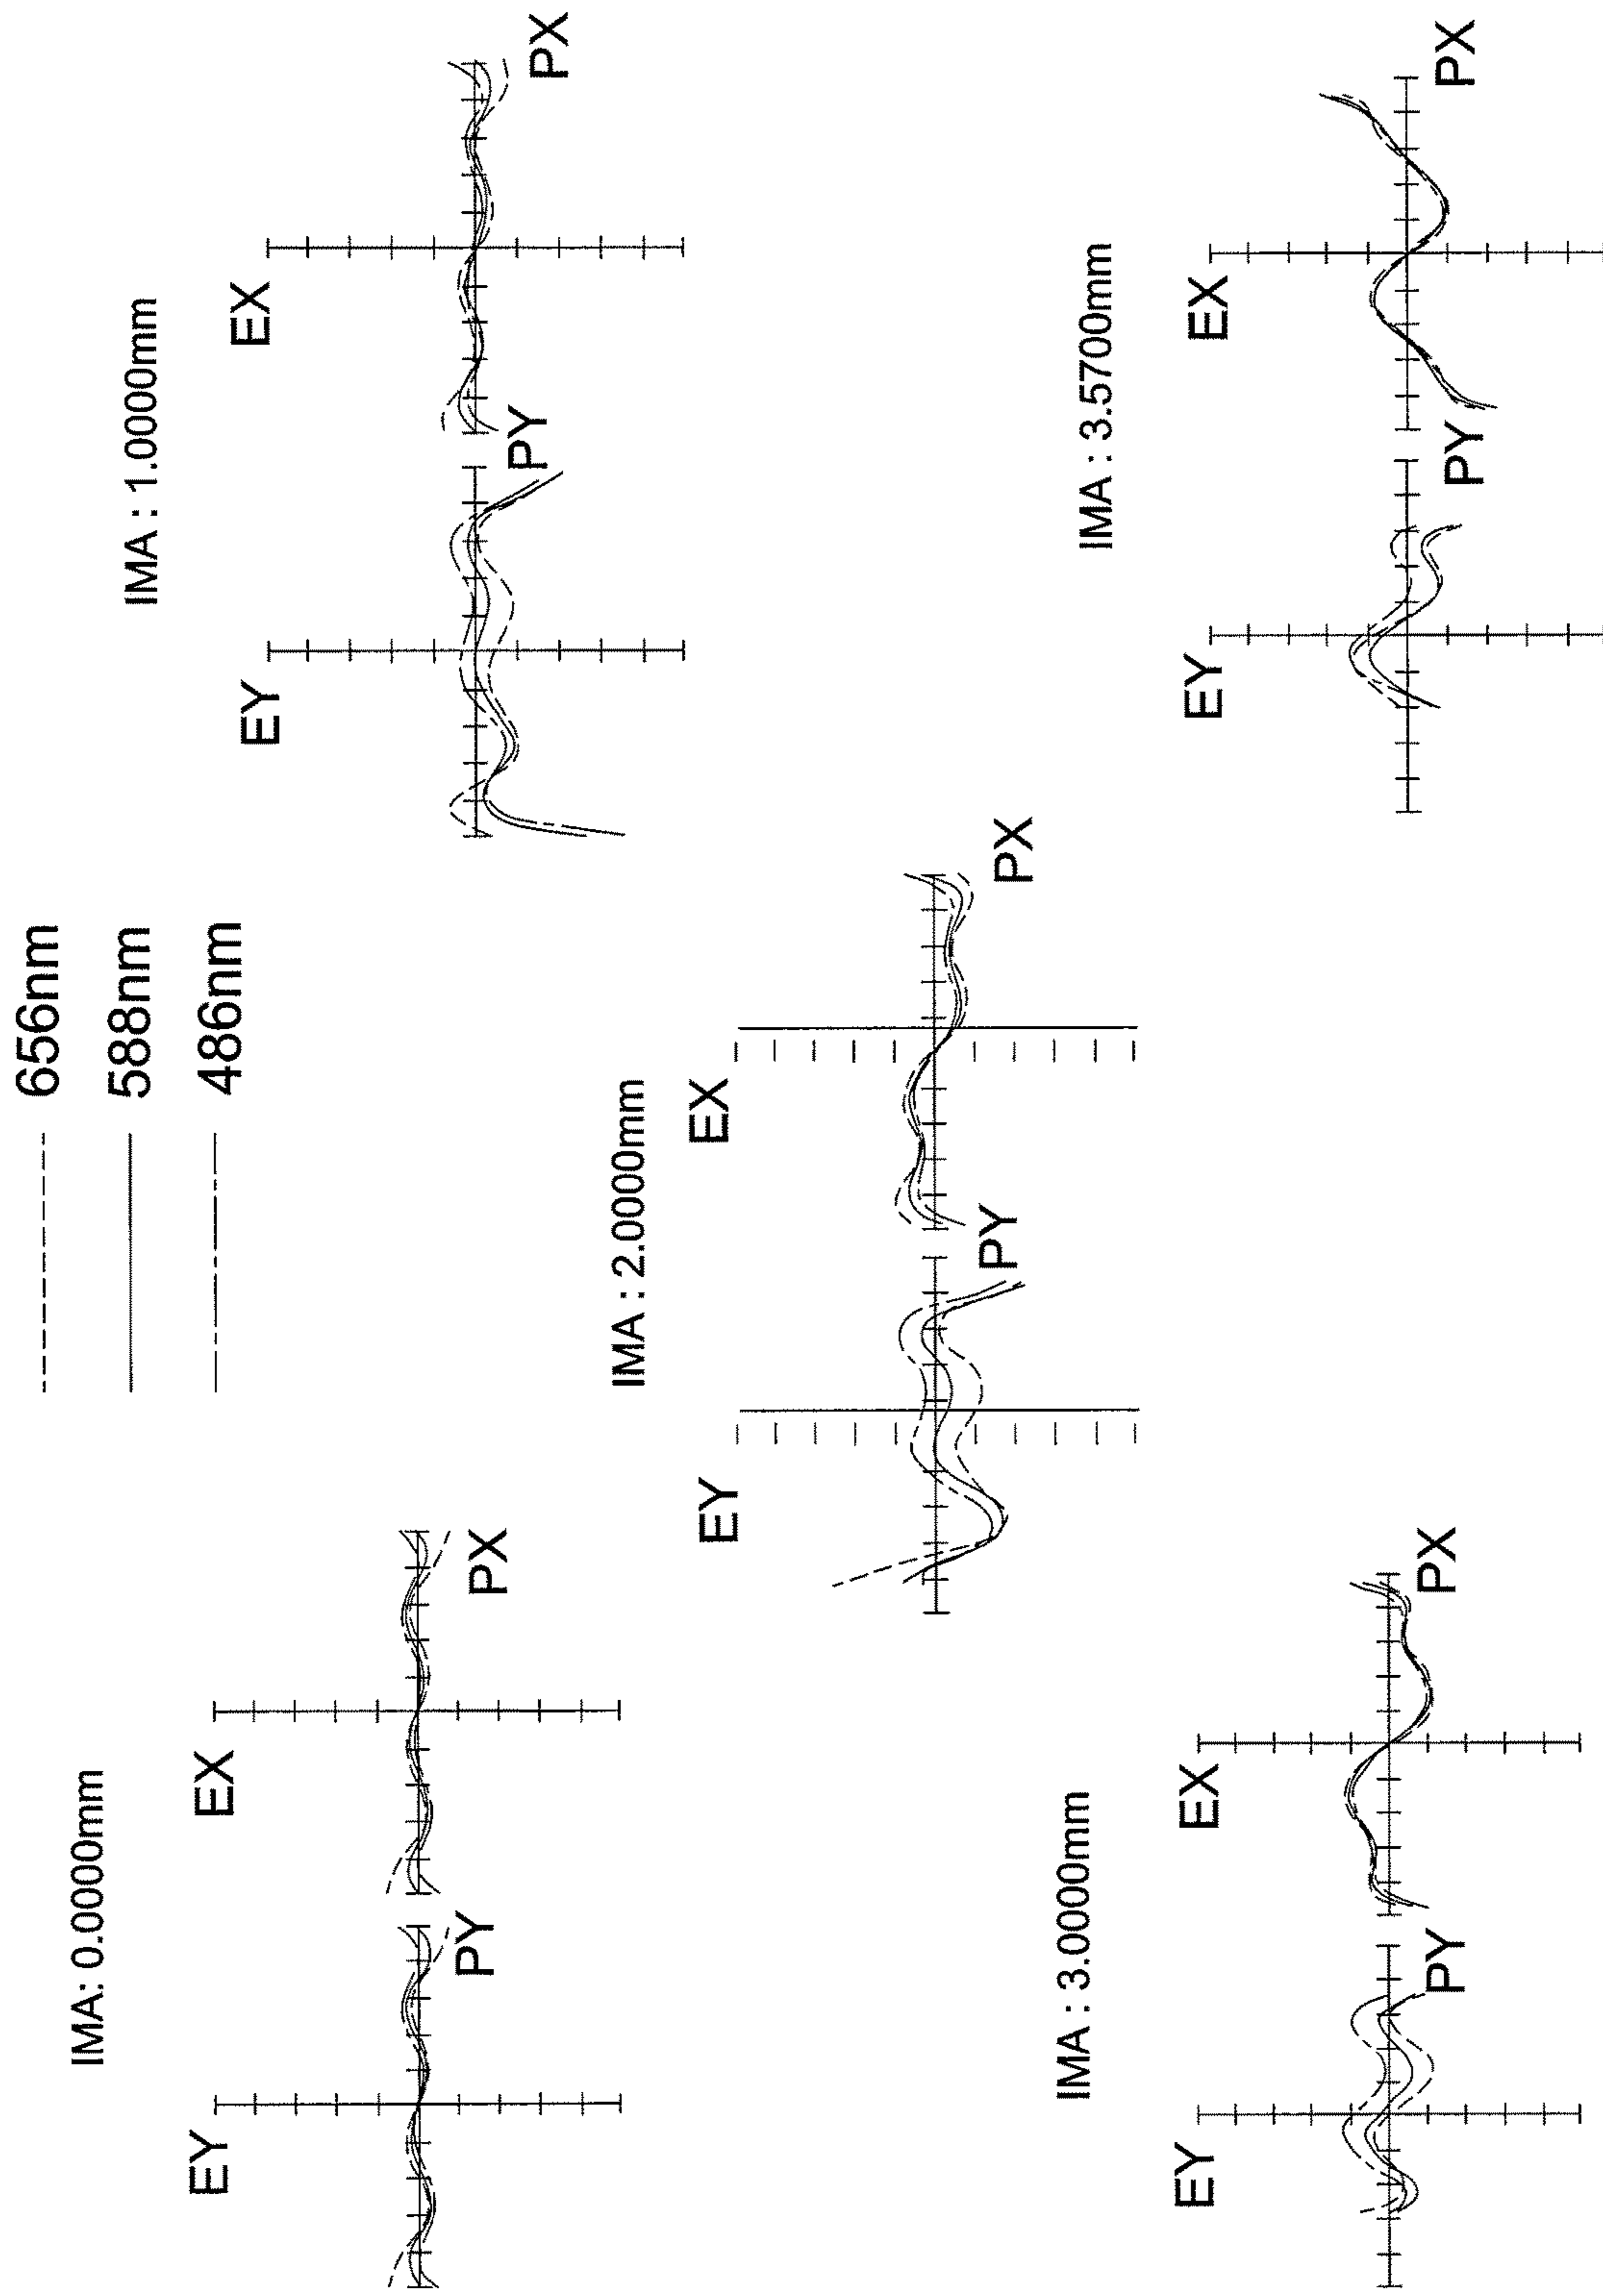 656nm
588nm
486nm
IMA: 0.0000mm
EY
PY
EX
PX
IMA : 1.0000mm
EY
PY
EX
PX
IMA : 2.0000mm
EY
PY
EX
PX
IMA : 3.0000mm
EY
PY
EX
PX
IMA : 3.5700mm
EY
PY
EX
PX